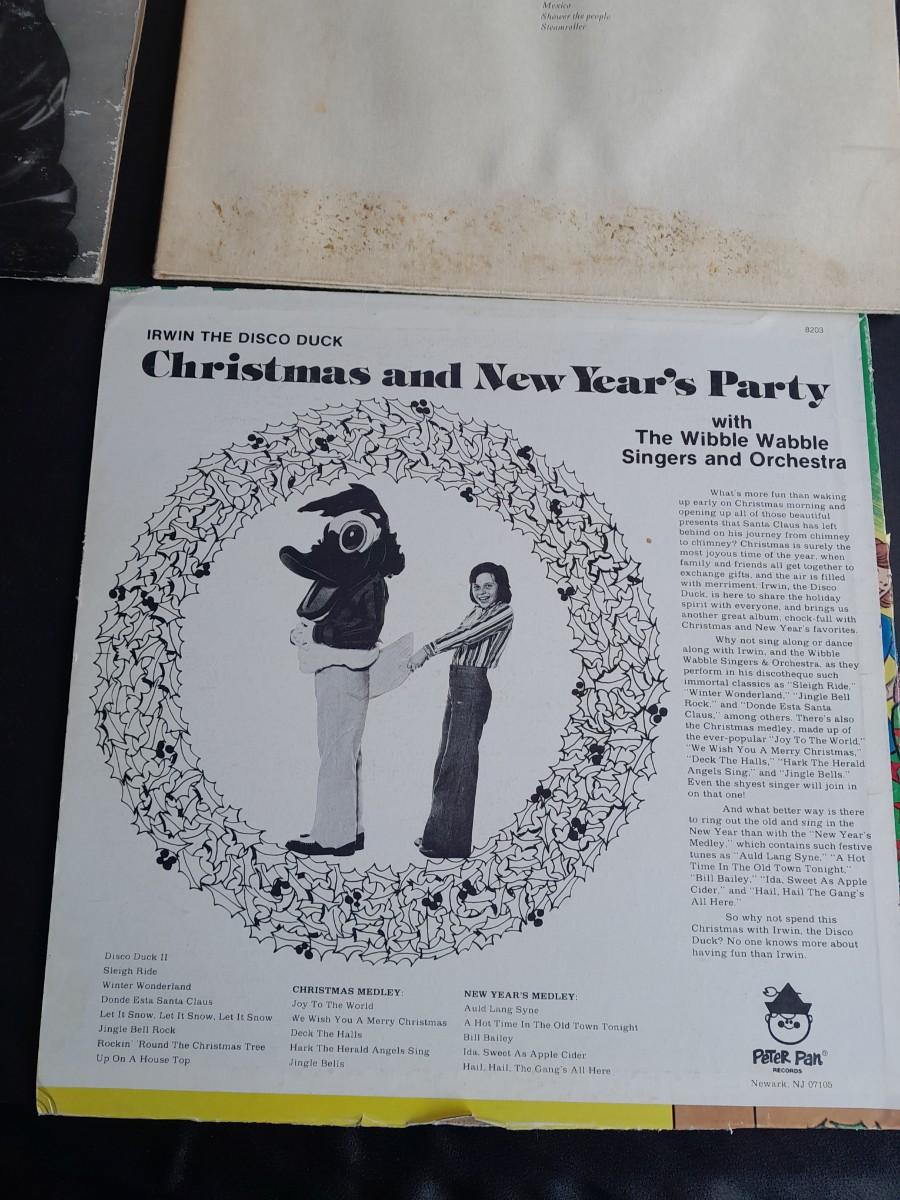 Mexico
Shower the people
Steamroller
8203
IRWIN THE DISCO DUCK
Christmas and New Year's Party
with
The Wibble Wabble
Singers and Orchestra
What's more fun than waking
up early on Christmas morning and
opening up all of those beautiful
presents that Santa Claus has left
behind on his journey from chimney
to chimney? Christmas is surely the
most joyous time of the year, when
family and friends all get together to
exchange gifts, and the air is filled
with merriment. Irwin, the Disco
Duck, is here to share the holiday
spirit with everyone, and brings us
another great album, chock-full with
Christmas and New Year's favorites.
Why not sing along or dance
along with Irwin, and the Wibble
Wabble Singers & Orchestra, as they
perform in his discotheque such
immortal classics as "Sleigh Ride,"
"Winter Wonderland," "Jingle Bell
Rock," and "Donde Esta Santa
Claus," among others. There's also
the Christmas medley, made up of
the ever-popular "Joy To The World,"
"We Wish You A Merry Christmas,"
"Deck The Halls," "Hark The Herald
Angels Sing," and "Jingle Bells."
Even the shyest singer will join in
on that one!
And what better way is there
to ring out the old and sing in the
New Year than with the "New Year's
Medley," which contains such festive
tunes as "Auld Lang Syne," "A Hot
Time In The Old Town Tonight,"
"Bill Bailey," "Ida, Sweet As Apple
Cider," and "Hail, Hail The Gang's
All Here."
So why not spend this
Christmas with Irwin, the Disco
Duck? No one knows more about
having fun than Irwin.
Disco Duck II
Sleigh Ride
Winter Wonderland
Donde Esta Santa Claus
Let It Snow, Let It Snow, Let It Snow
Jingle Bell Rock
Rockin' 'Round The Christmas Tree
Up On A House Top
CHRISTMAS MEDLEY:
Joy To The World
We Wish You A Merry Christmas
Deck The Halls
Hark The Herald Angels Sing
Jingle Bells
NEW YEAR'S MEDLEY:
Auld Lang Syne
A Hot Time In The Old Town Tonight
Bill Bailey
Ida, Sweet As Apple Cider
Hail, Hail, The Gang's All Here
PETER PAN®
RECORDS
Newark, NJ 07105